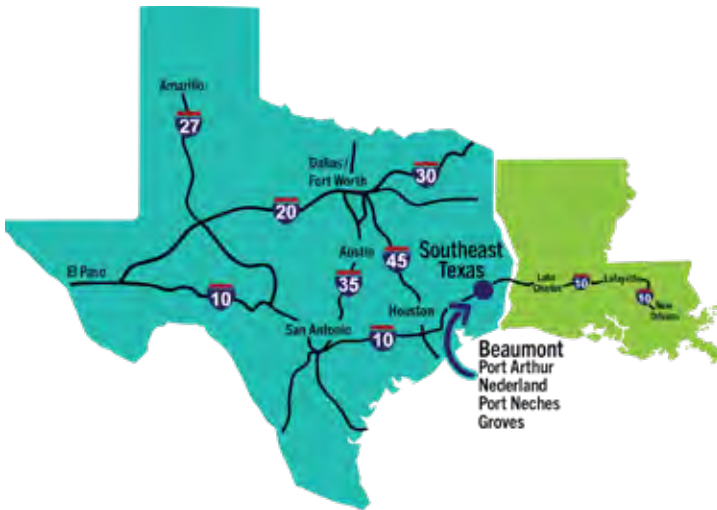 Amarillo
27
Dallas /
Fort Worth
30
20
El Paso
10
Austin
35
45
Southeast
Texas
Houston
San Antonio
10
Lake
Charles
10
Lafayette
10
New
Orleans
Beaumont
Port Arthur
Nederland
Port Neches
Groves